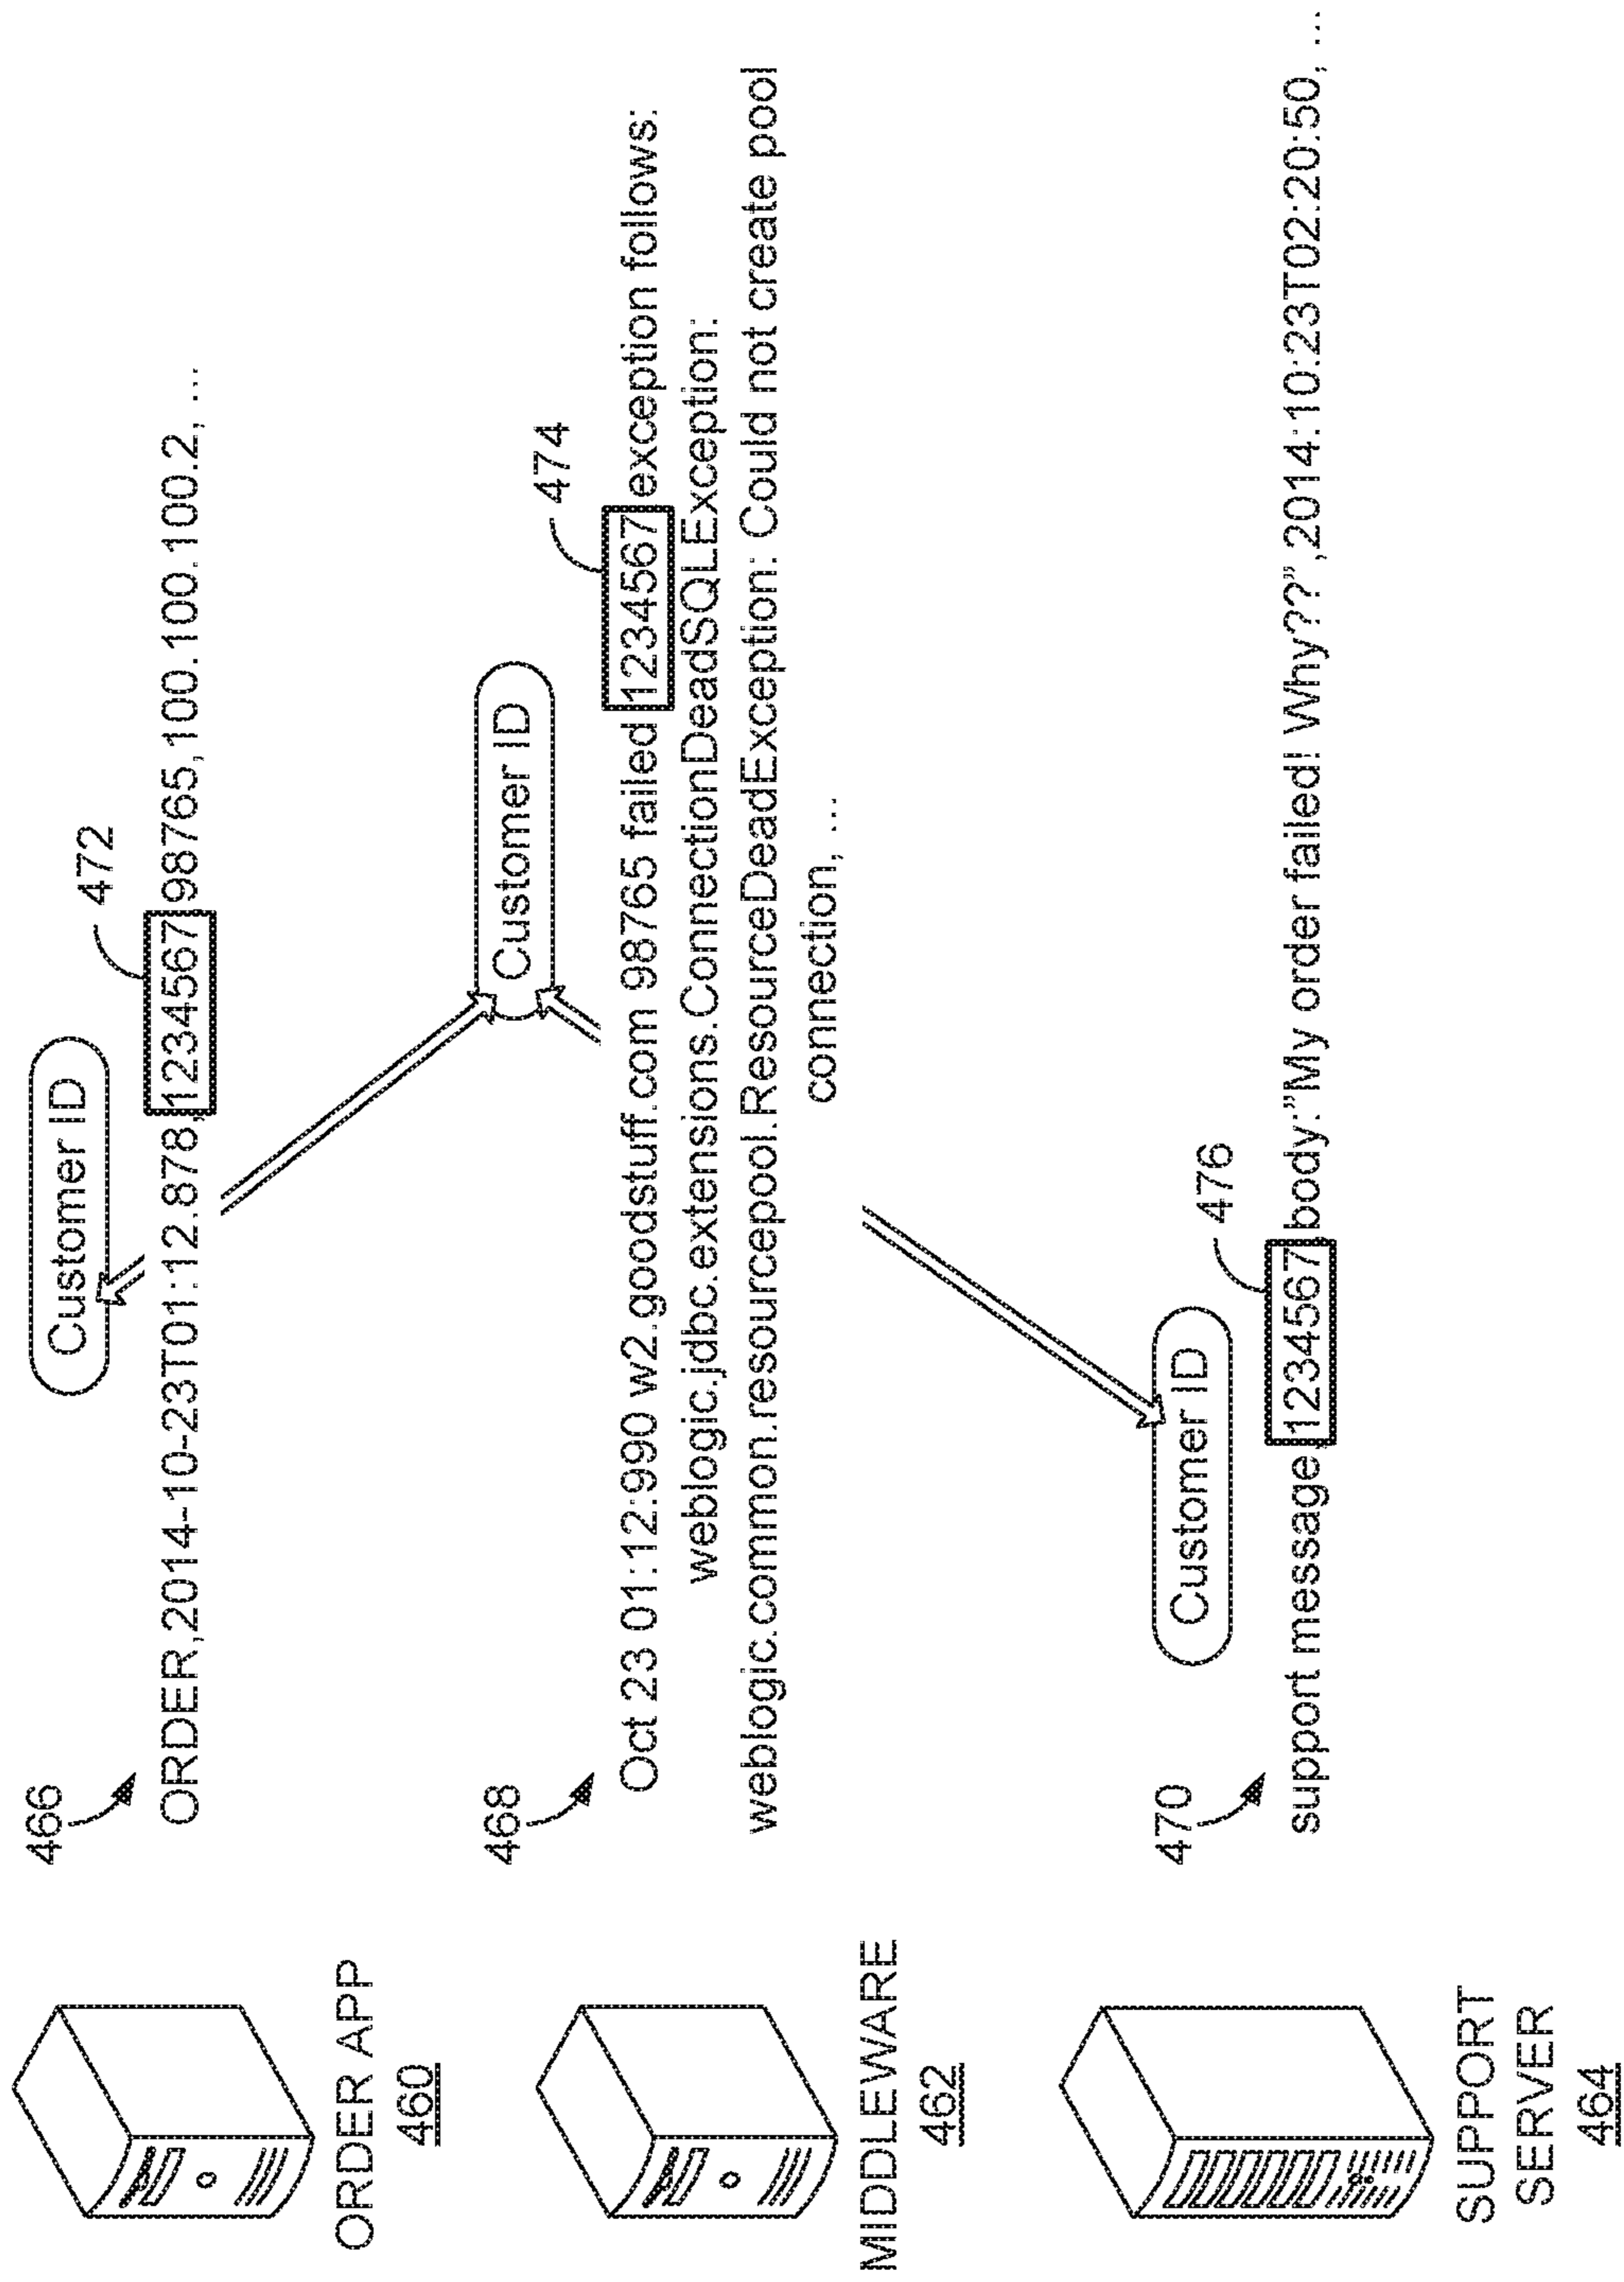 ORDER APP
460
466
Customer ID
472
ORDER,2014-10-23T01:12.878,1234567,98765,100.100.100.2, ...
MIDDLEWARE
462
468
Customer ID
474
Oct 23 01:12:990 w2.goodstuff.com 98765 failed 1234567 exception follows:
weblogic.jdbc.extensions.ConnectionDeadSQLException:
weblogic.common.resourcepool.ResourceDeadException: Could not create pool
connection, ...
SUPPORT
SERVER
464
470
Customer ID
476
support message,1234567,body:”My order failed! Why??”,2014:10:23T02:20:50, ...